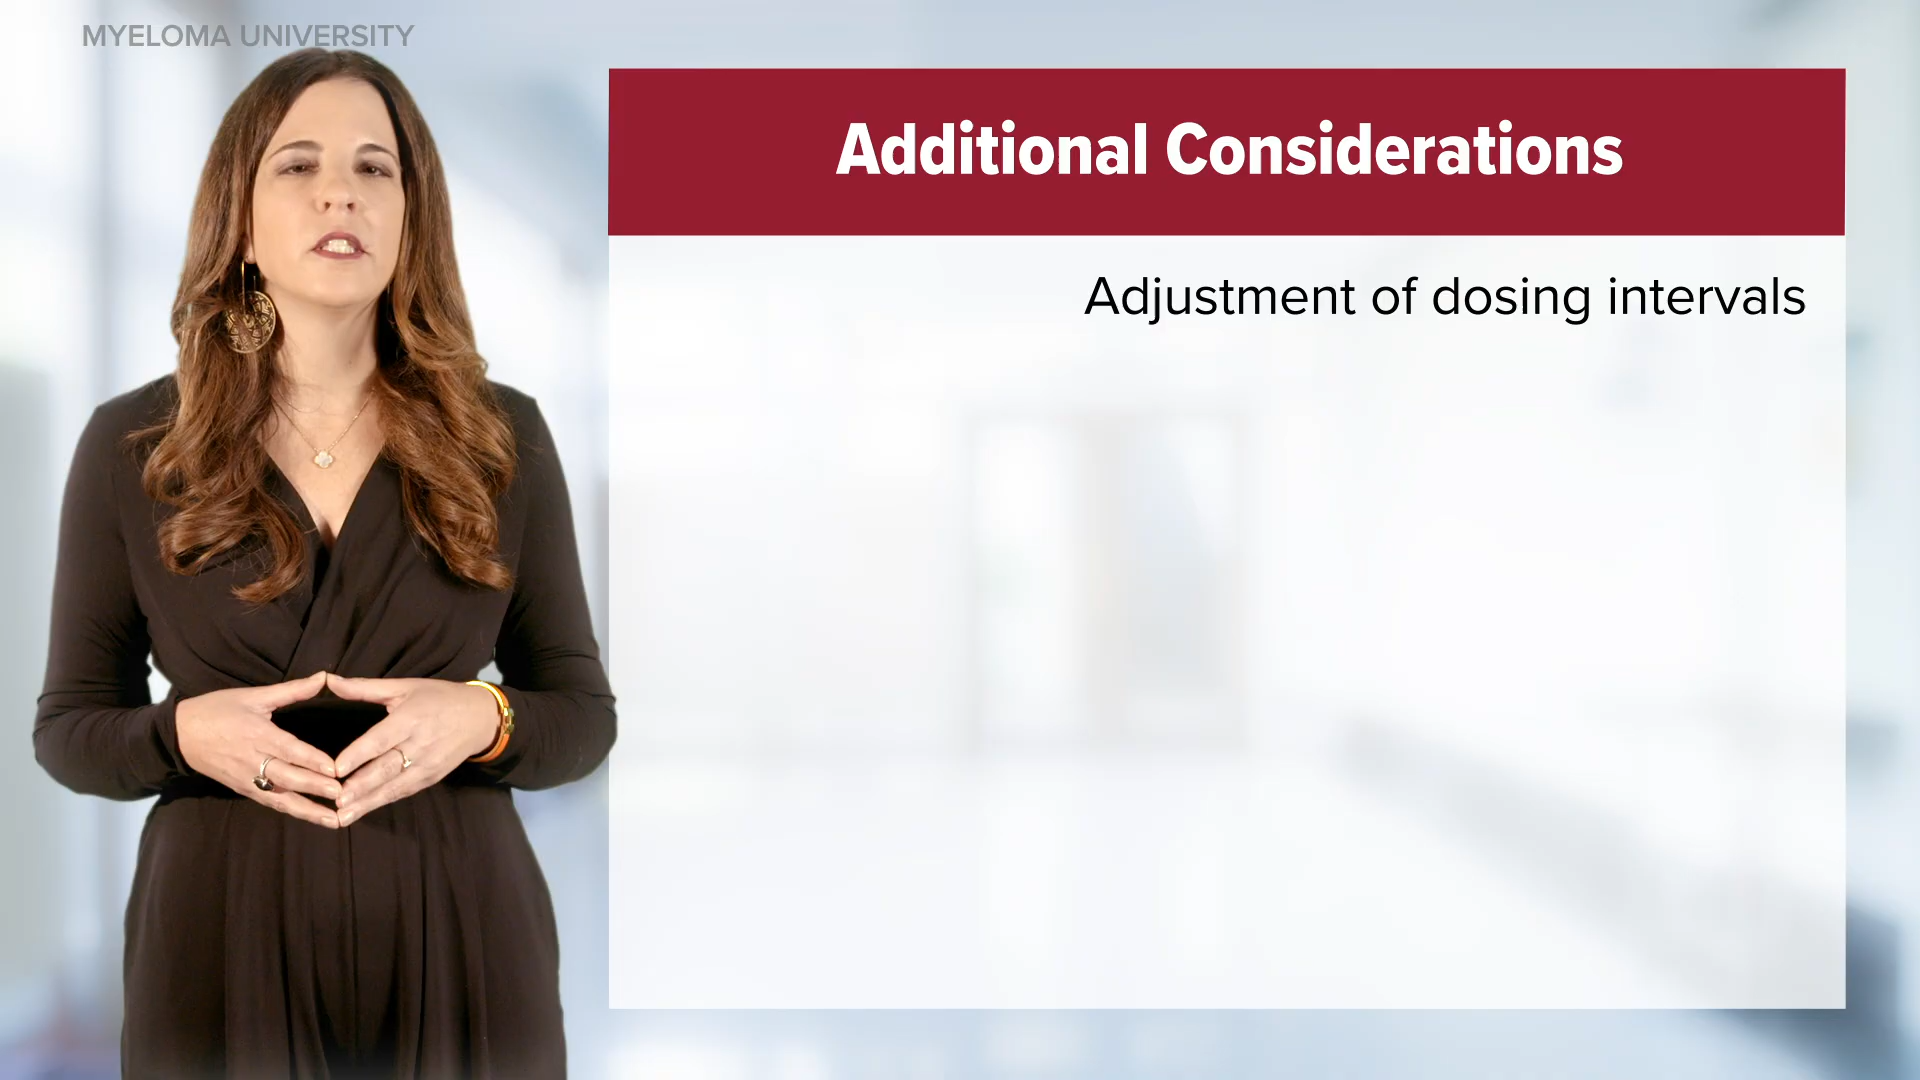 MYELOMA UNIVERSITY
Additional Considerations
Adjustment of dosing intervals